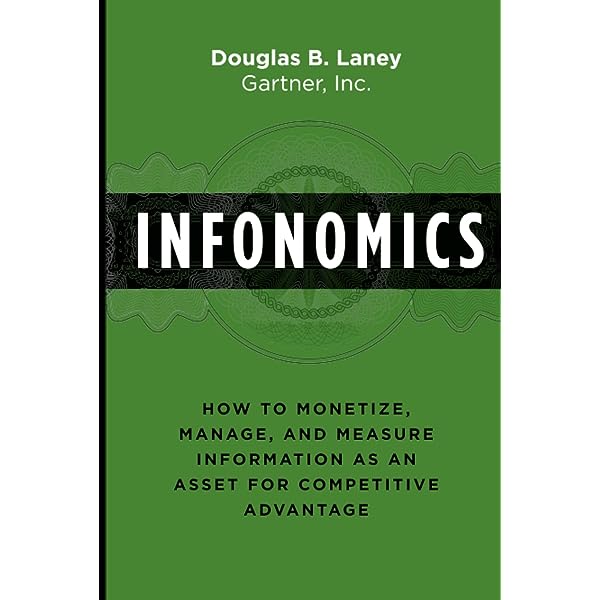 Douglas B. Laney
Gartner, Inc.
INFONOMICS
HOW TO MONETIZE,
MANAGE, AND MEASURE
INFORMATION AS AN
ASSET FOR COMPETITIVE
ADVANTAGE